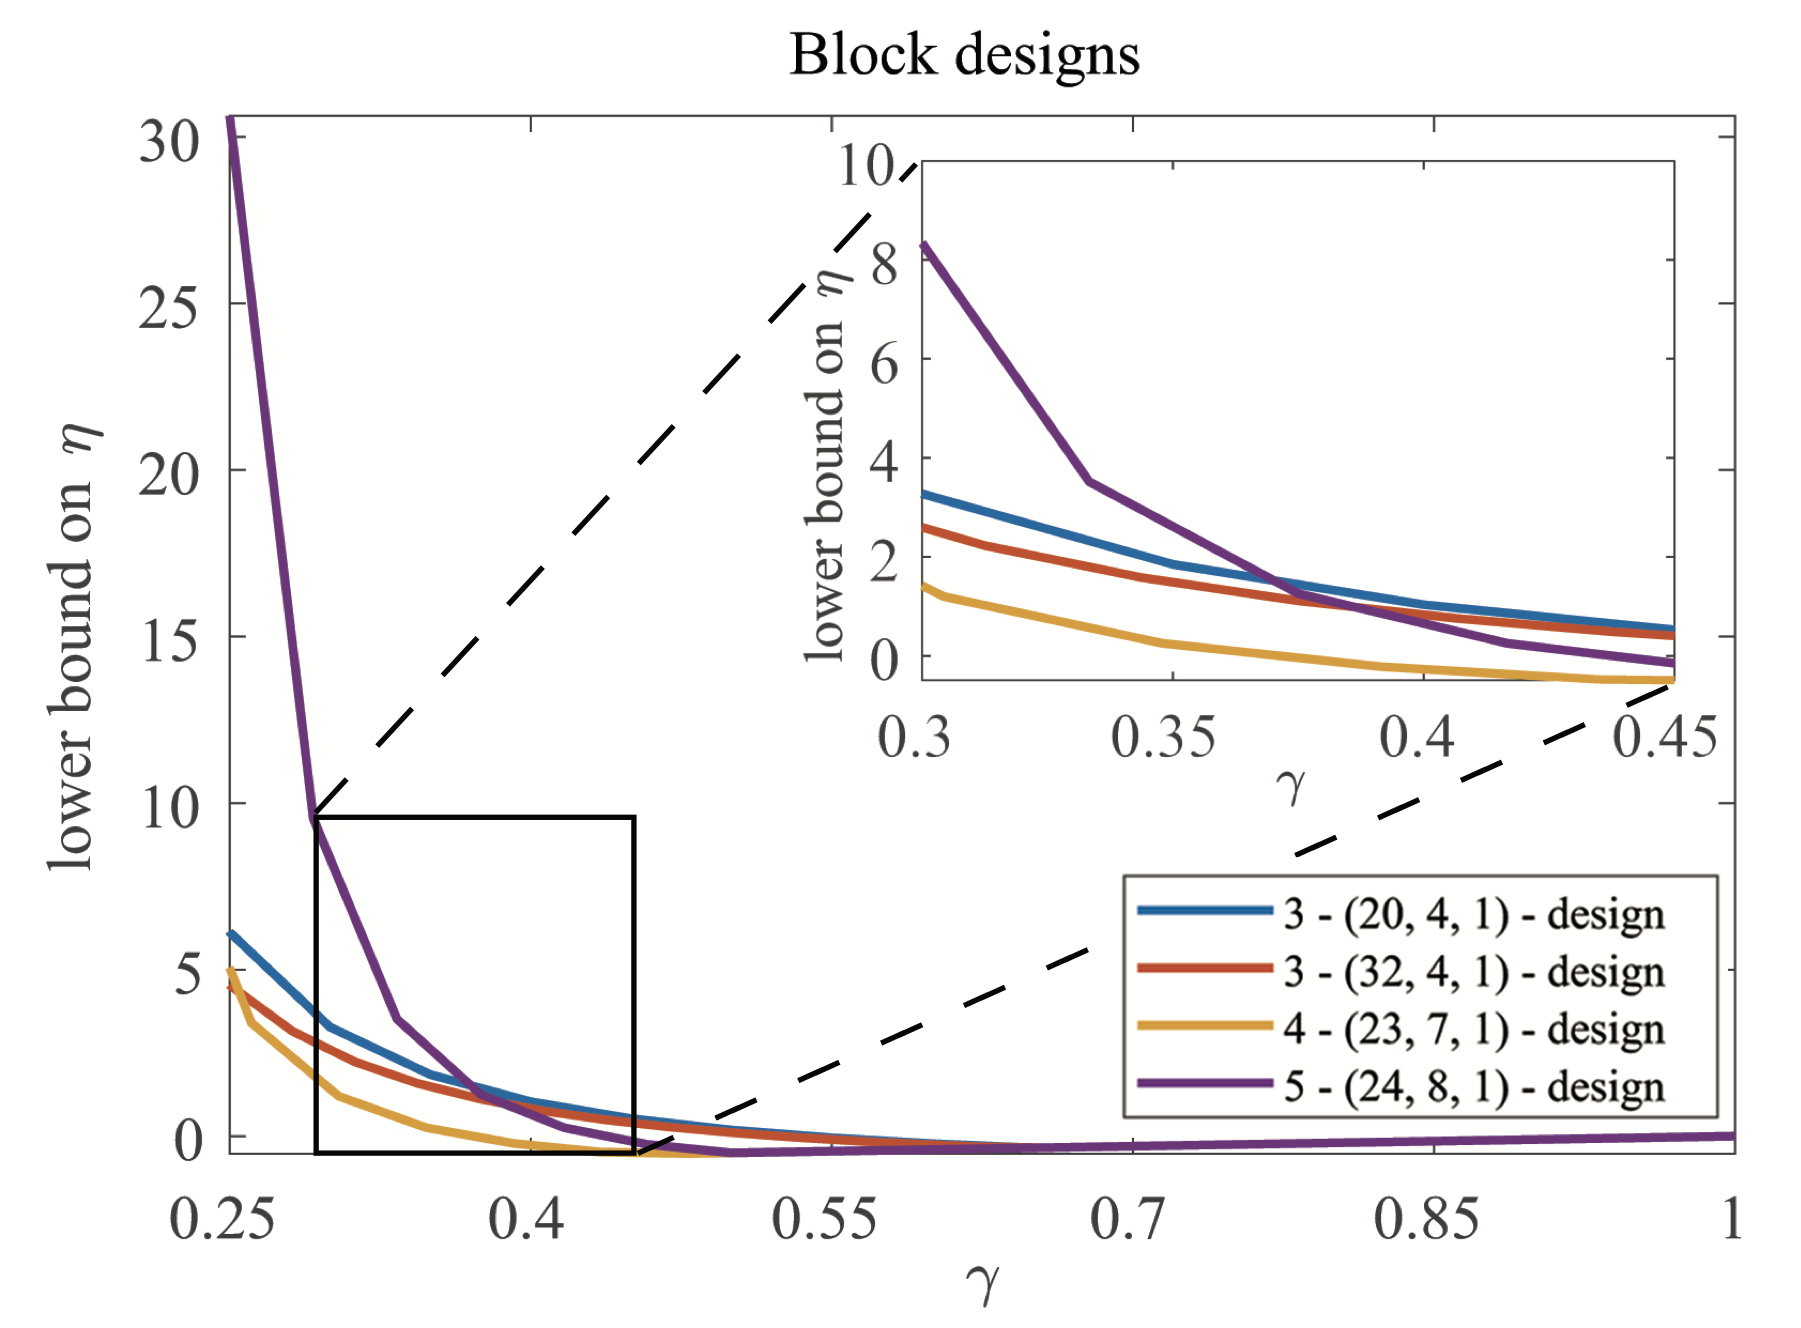 Block designs
30
25
20
15
10
5
0
lower bound on η
0.25
0.4
0.55
0.7
0.85
1
γ
10
8
6
4
2
0
lower bound on η
0.3
0.35
0.4
0.45
γ
3 - (20, 4, 1) - design
3 - (32, 4, 1) - design
4 - (23, 7, 1) - design
5 - (24, 8, 1) - design